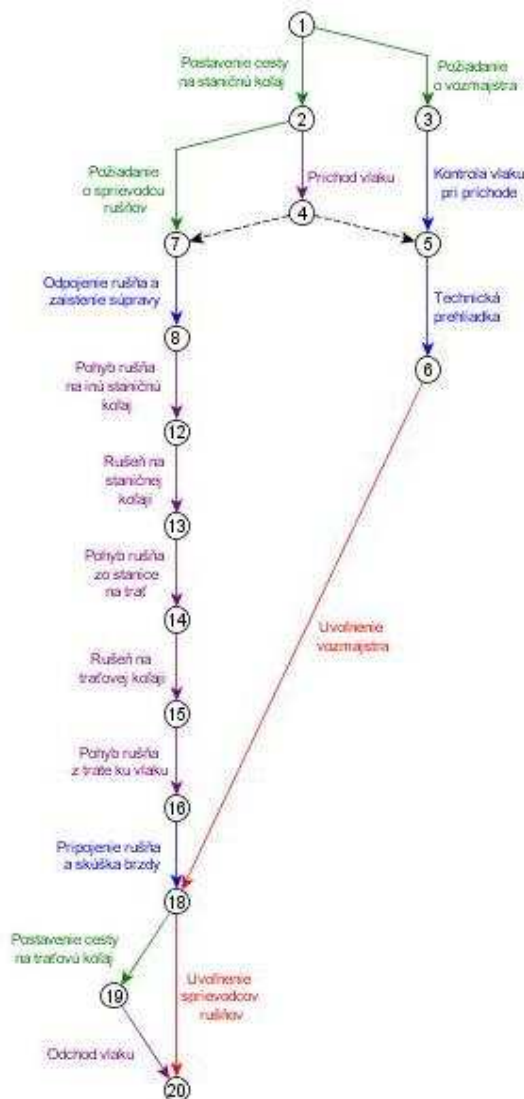 1
Postavenie cesty
na staničnú koľaj
Požiadanie
o vozmajstra
2
3
Požiadanie
o sprievodcu
rušňov
Príchod vlaku
Kontrola vlaku
pri príchode
4
7
5
Odpojenie rušňa a
zaistenie súpravy
Technická
prehliadka
8
6
Pohyb rušňa
na inú staničnú
koľaj
12
Rušeň na
staničnej
koľaji
13
Pohyb rušňa
zo stanice
na trať
14
Uvoľnenie
vozmajstra
Rušeň na
traťovej koľaji
15
Pohyb rušňa
z trate ku vlaku
16
Pripojenie rušňa
a skúška brzdy
18
Postavenie cesty
na traťovú koľaj
Uvoľnenie
sprievodcov
rušňov
19
Odchod vlaku
20